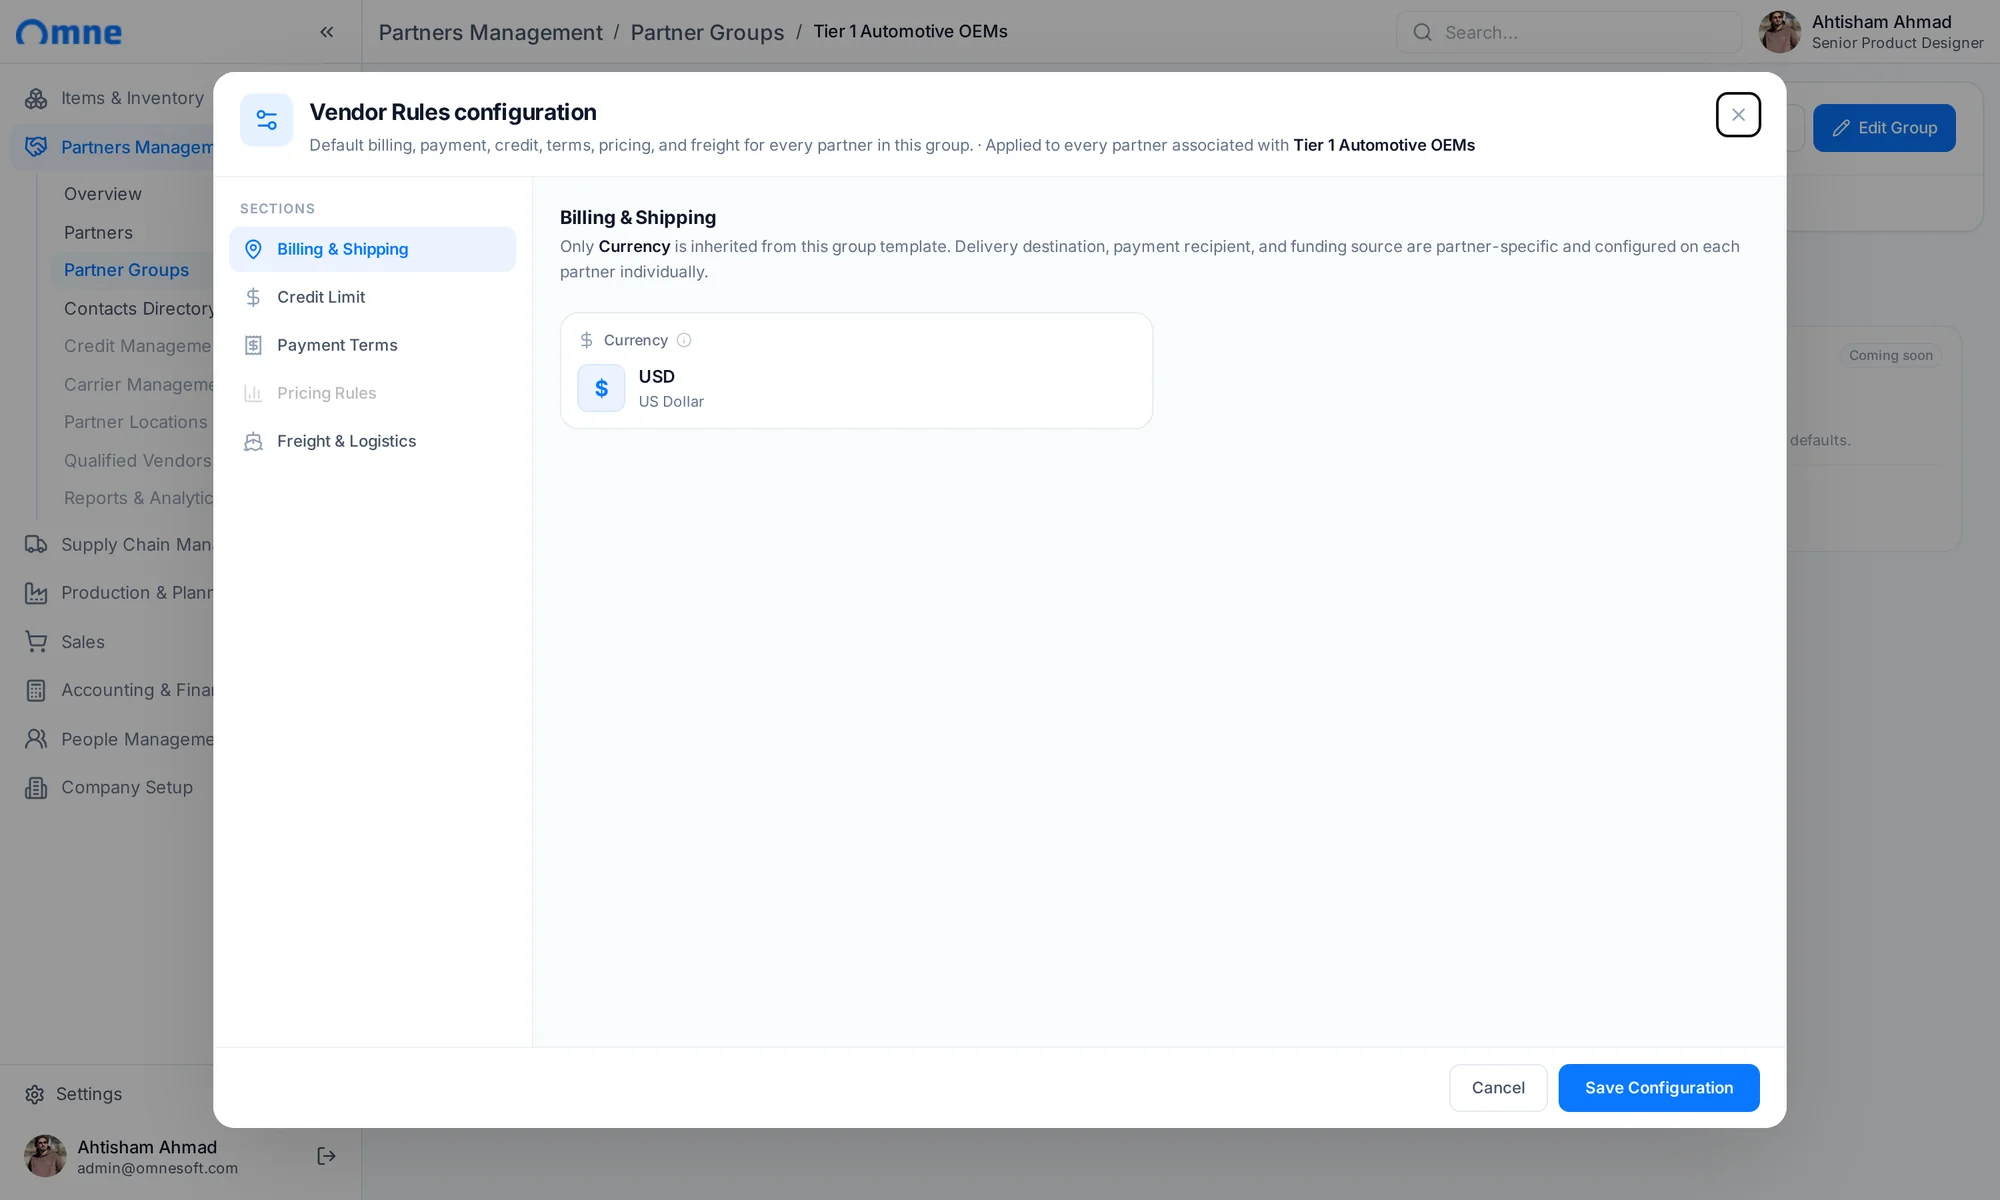 Omne
Partners Management / Partner Groups / Tier 1 Automotive OEMs
Search...
Ahtisham Ahmad
Senior Product Designer
Items & Inventory
Partners Managem
Overview
Partners
Partner Groups
Contacts Directory
Credit Manageme
Carrier Manageme
Partner Locations
Qualified Vendors
Reports & Analytic
Supply Chain Man
Production & Plann
Sales
Accounting & Finan
People Manageme
Company Setup
Settings
Ahtisham Ahmad
admin@omnesoft.com
Edit Group
Coming soon
defaults.
Vendor Rules configuration
Default billing, payment, credit, terms, pricing, and freight for every partner in this group. · Applied to every partner associated with Tier 1 Automotive OEMs
SECTIONS
Billing & Shipping
Credit Limit
Payment Terms
Pricing Rules
Freight & Logistics
Billing & Shipping
Only Currency is inherited from this group template. Delivery destination, payment recipient, and funding source are partner-specific and configured on each
partner individually.
Currency
$
USD
US Dollar
Cancel
Save Configuration